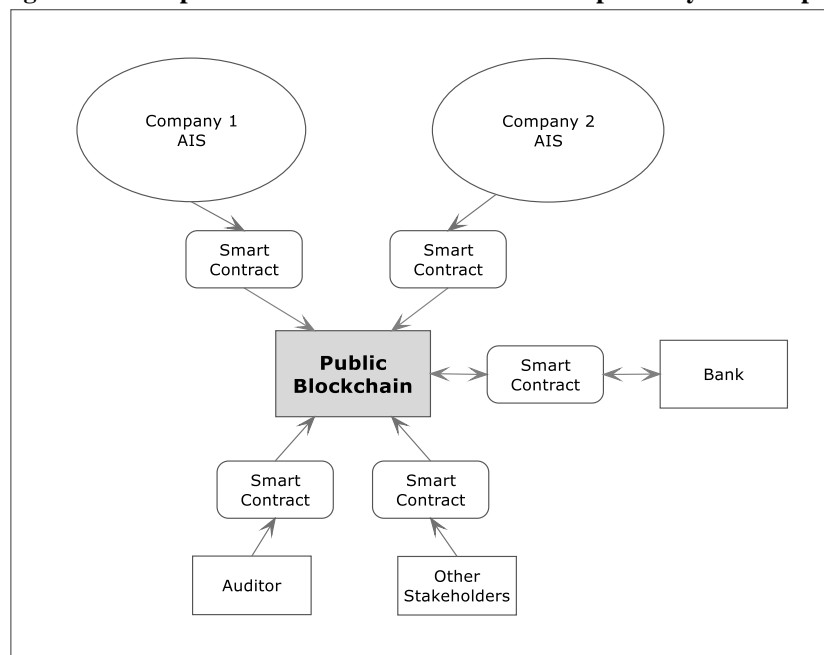 Company 1
AIS
Company 2
AIS
Smart
Contract
Smart
Contract
Public
Blockchain
Smart
Contract
Bank
Smart
Contract
Smart
Contract
Auditor
Other
Stakeholders